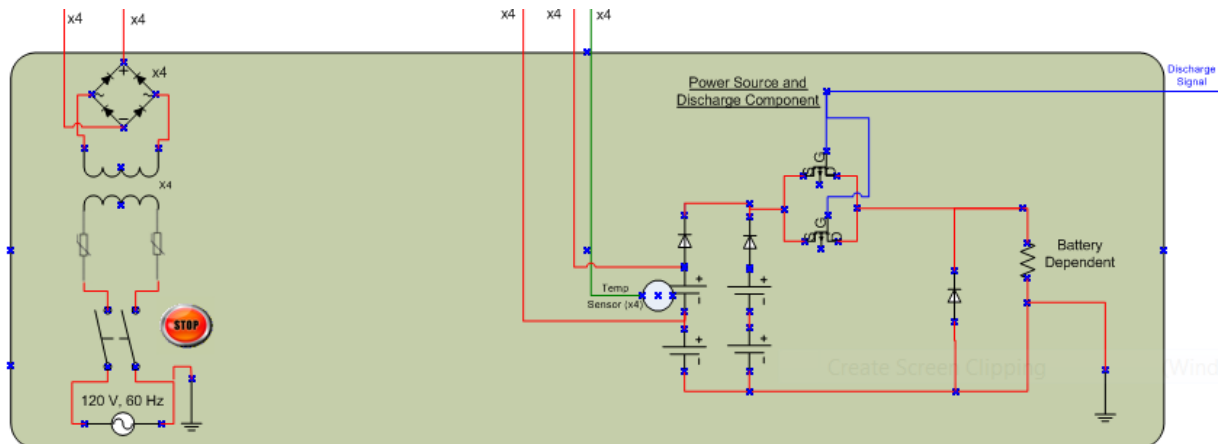 x4
x4
x4
x4
x4
x4
+
−
Power Source and
Discharge Component
Discharge
Signal
G
S
D
X4
G
S
D
Battery
Dependent
Temp
Sensor (x4)
+
−
+
−
+
−
+
−
STOP
Create Screen Clipping
Wind
120 V, 60 Hz